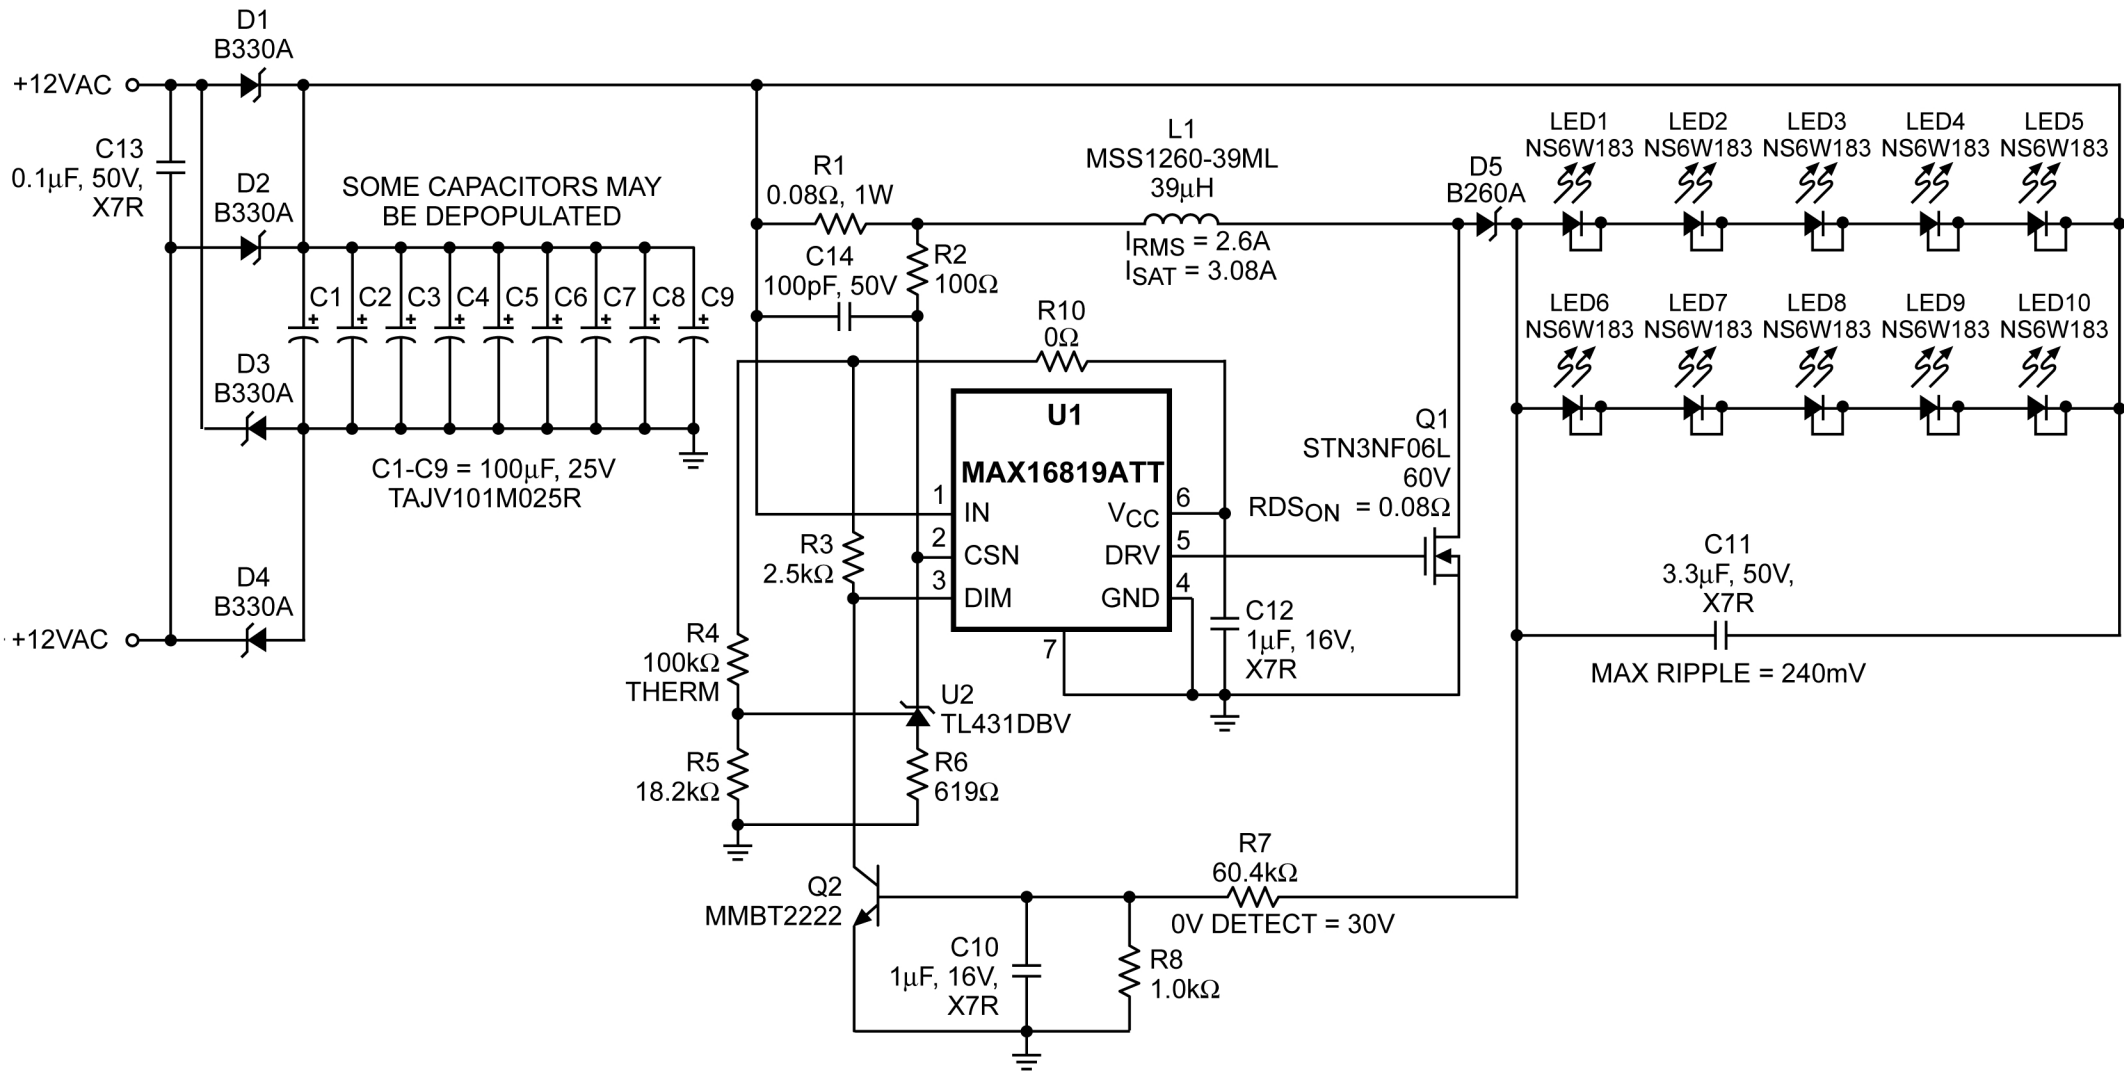 D1
B330A
+12VAC
C13
0.1µF, 50V,
X7R
D2
B330A
SOME CAPACITORS MAY
BE DEPOPULATED
C1
C2
C3
C4
C5
C6
C7
C8
C9
+
+
+
+
+
+
+
+
+
D3
B330A
C1-C9 = 100µF, 25V
TAJV101M025R
D4
B330A
+12VAC
R1
0.08Ω, 1W
C14
100pF, 50V
R2
100Ω
L1
MSS1260-39ML
39µH
IRMS = 2.6A
ISAT = 3.08A
R10
0Ω
D5
B260A
LED1
NS6W183
LED2
NS6W183
LED3
NS6W183
LED4
NS6W183
LED5
NS6W183
LED6
NS6W183
LED7
NS6W183
LED8
NS6W183
LED9
NS6W183
LED10
NS6W183
U1
MAX16819ATT
1
IN
2
CSN
3
DIM
6
VCC
5
DRV
4
GND
7
Q1
STN3NF06L
60V
RDSON = 0.08Ω
R3
2.5kΩ
C12
1µF, 16V,
X7R
C11
3.3µF, 50V,
X7R
MAX RIPPLE = 240mV
R4
100kΩ
THERM
U2
TL431DBV
R5
18.2kΩ
R6
619Ω
Q2
MMBT2222
R7
60.4kΩ
0V DETECT = 30V
C10
1µF, 16V,
X7R
R8
1.0kΩ